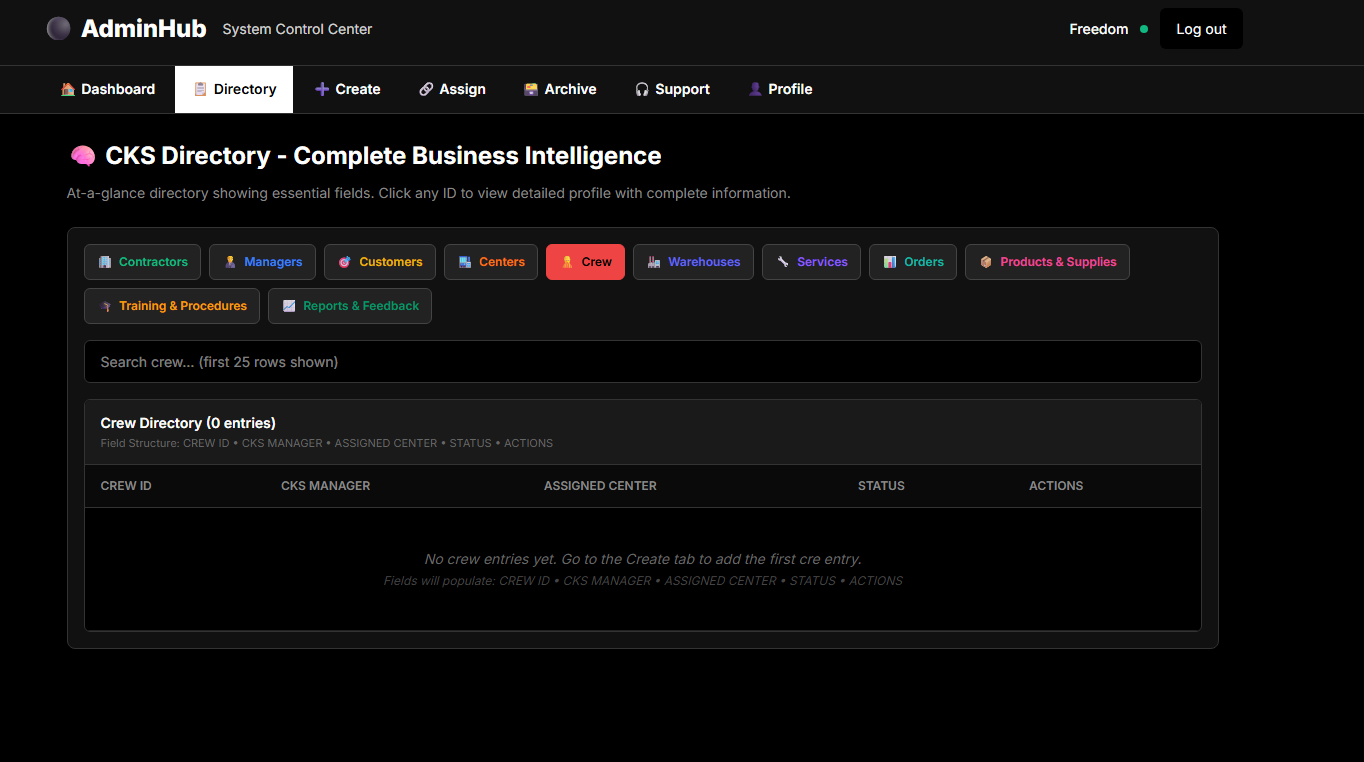 AdminHub System Control Center Freedom Log out
Dashboard Directory Create Assign Archive Support Profile
CKS Directory - Complete Business Intelligence
At-a-glance directory showing essential fields. Click any ID to view detailed profile with complete information.
Contractors Managers Customers Centers Crew Warehouses Services Orders Products & Supplies
Training & Procedures Reports & Feedback
Search crew... (first 25 rows shown)
Crew Directory (0 entries)
Field Structure: CREW ID • CKS MANAGER • ASSIGNED CENTER • STATUS • ACTIONS
CREW ID CKS MANAGER ASSIGNED CENTER STATUS ACTIONS
No crew entries yet. Go to the Create tab to add the first cre entry.
Fields will populate: CREW ID • CKS MANAGER • ASSIGNED CENTER • STATUS • ACTIONS